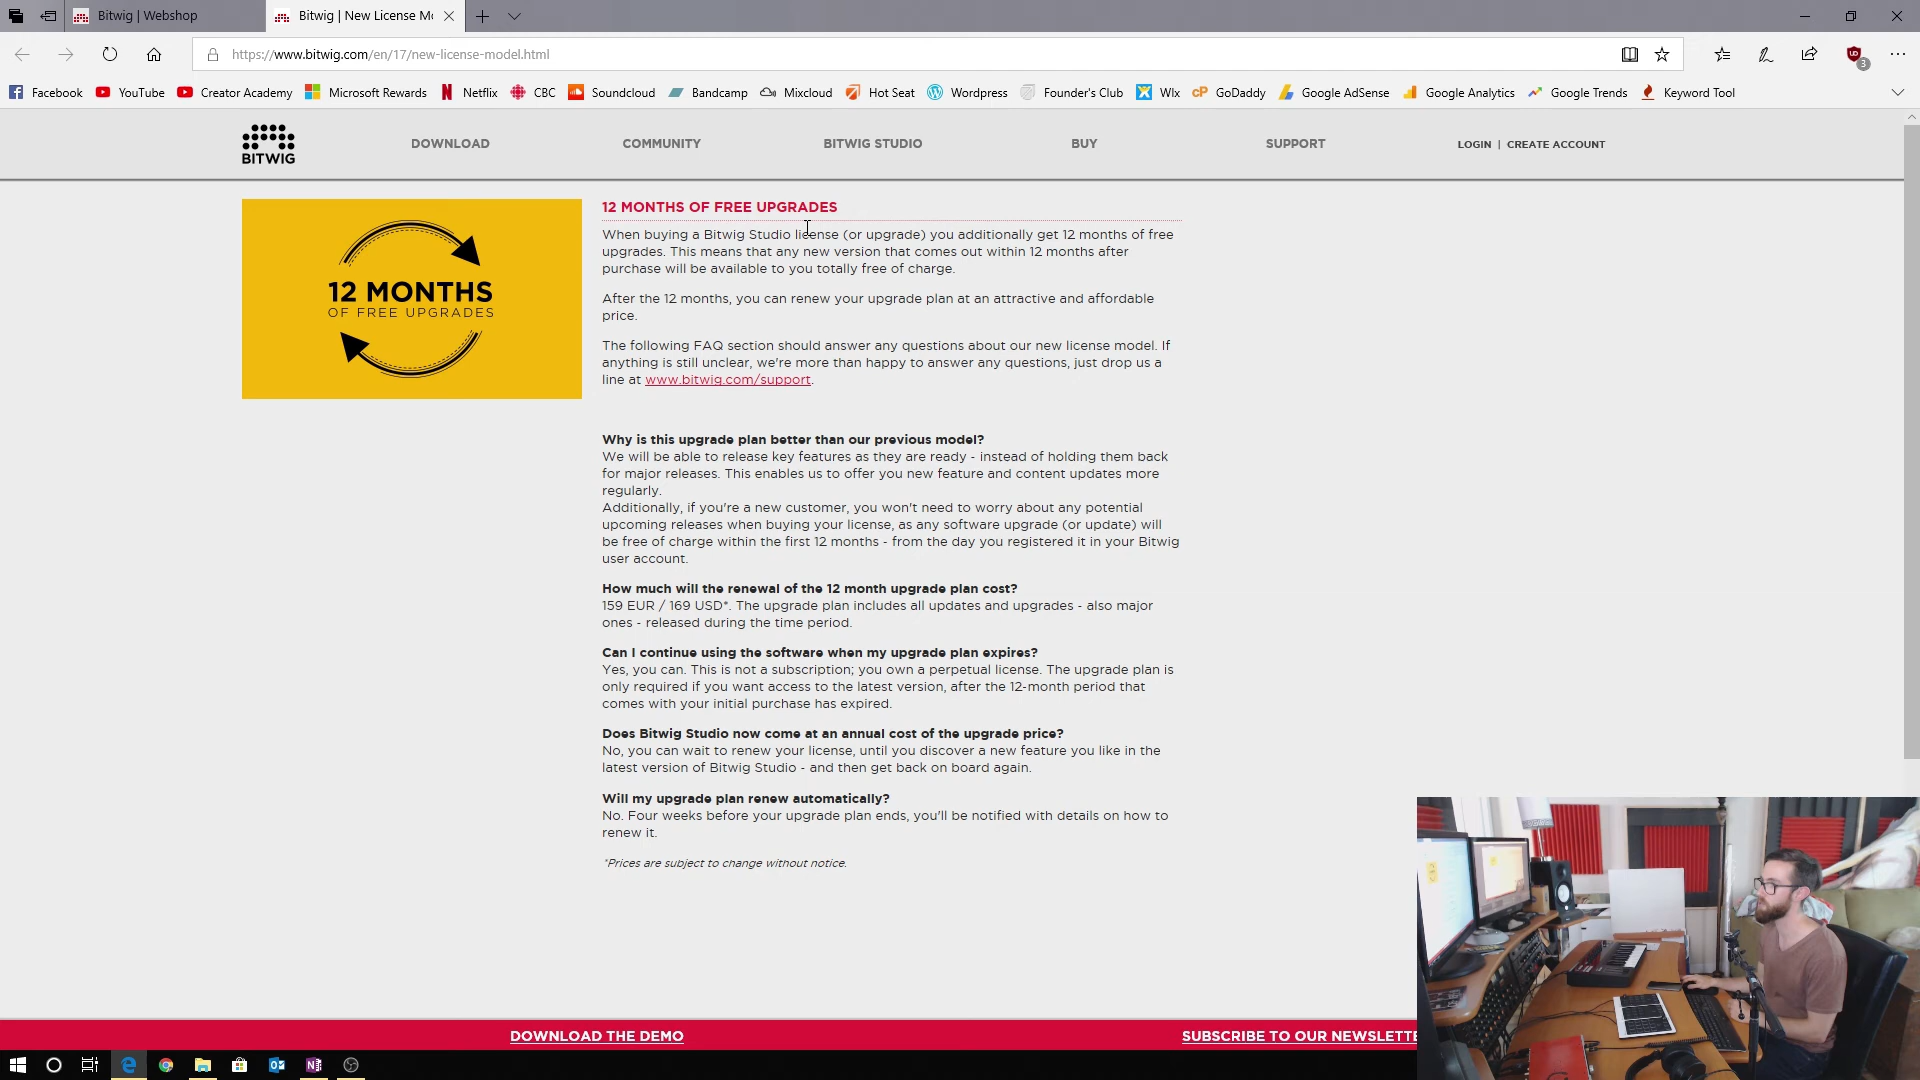 Bitwig | Webshop
Bitwig | New License Mo
https://www.bitwig.com/en/17/new-license-model.html
3
Facebook YouTube Creator Academy Microsoft Rewards Netflix CBC Soundcloud Bandcamp Mixcloud Hot Seat Wordpress Founder's Club WIx GoDaddy Google AdSense Google Analytics Google Trends Keyword Tool
BITWIG
DOWNLOAD COMMUNITY BITWIG STUDIO BUY SUPPORT LOGIN | CREATE ACCOUNT
12 MONTHS
OF FREE UPGRADES
12 MONTHS OF FREE UPGRADES
When buying a Bitwig Studio license (or upgrade) you additionally get 12 months of free
upgrades. This means that any new version that comes out within 12 months after
purchase will be available to you totally free of charge.
After the 12 months, you can renew your upgrade plan at an attractive and affordable
price.
The following FAQ section should answer any questions about our new license model. If
anything is still unclear, we're more than happy to answer any questions, just drop us a
line at www.bitwig.com/support.
Why is this upgrade plan better than our previous model?
We will be able to release key features as they are ready - instead of holding them back
for major releases. This enables us to offer you new feature and content updates more
regularly.
Additionally, if you're a new customer, you won't need to worry about any potential
upcoming releases when buying your license, as any software upgrade (or update) will
be free of charge within the first 12 months - from the day you registered it in your Bitwig
user account.
How much will the renewal of the 12 month upgrade plan cost?
159 EUR / 169 USD*. The upgrade plan includes all updates and upgrades - also major
ones - released during the time period.
Can I continue using the software when my upgrade plan expires?
Yes, you can. This is not a subscription; you own a perpetual license. The upgrade plan is
only required if you want access to the latest version, after the 12-month period that
comes with your initial purchase has expired.
Does Bitwig Studio now come at an annual cost of the upgrade price?
No, you can wait to renew your license, until you discover a new feature you like in the
latest version of Bitwig Studio - and then get back on board again.
Will my upgrade plan renew automatically?
No. Four weeks before your upgrade plan ends, you'll be notified with details on how to
renew it.
*Prices are subject to change without notice.
DOWNLOAD THE DEMO
SUBSCRIBE TO OUR NEWSLETTE